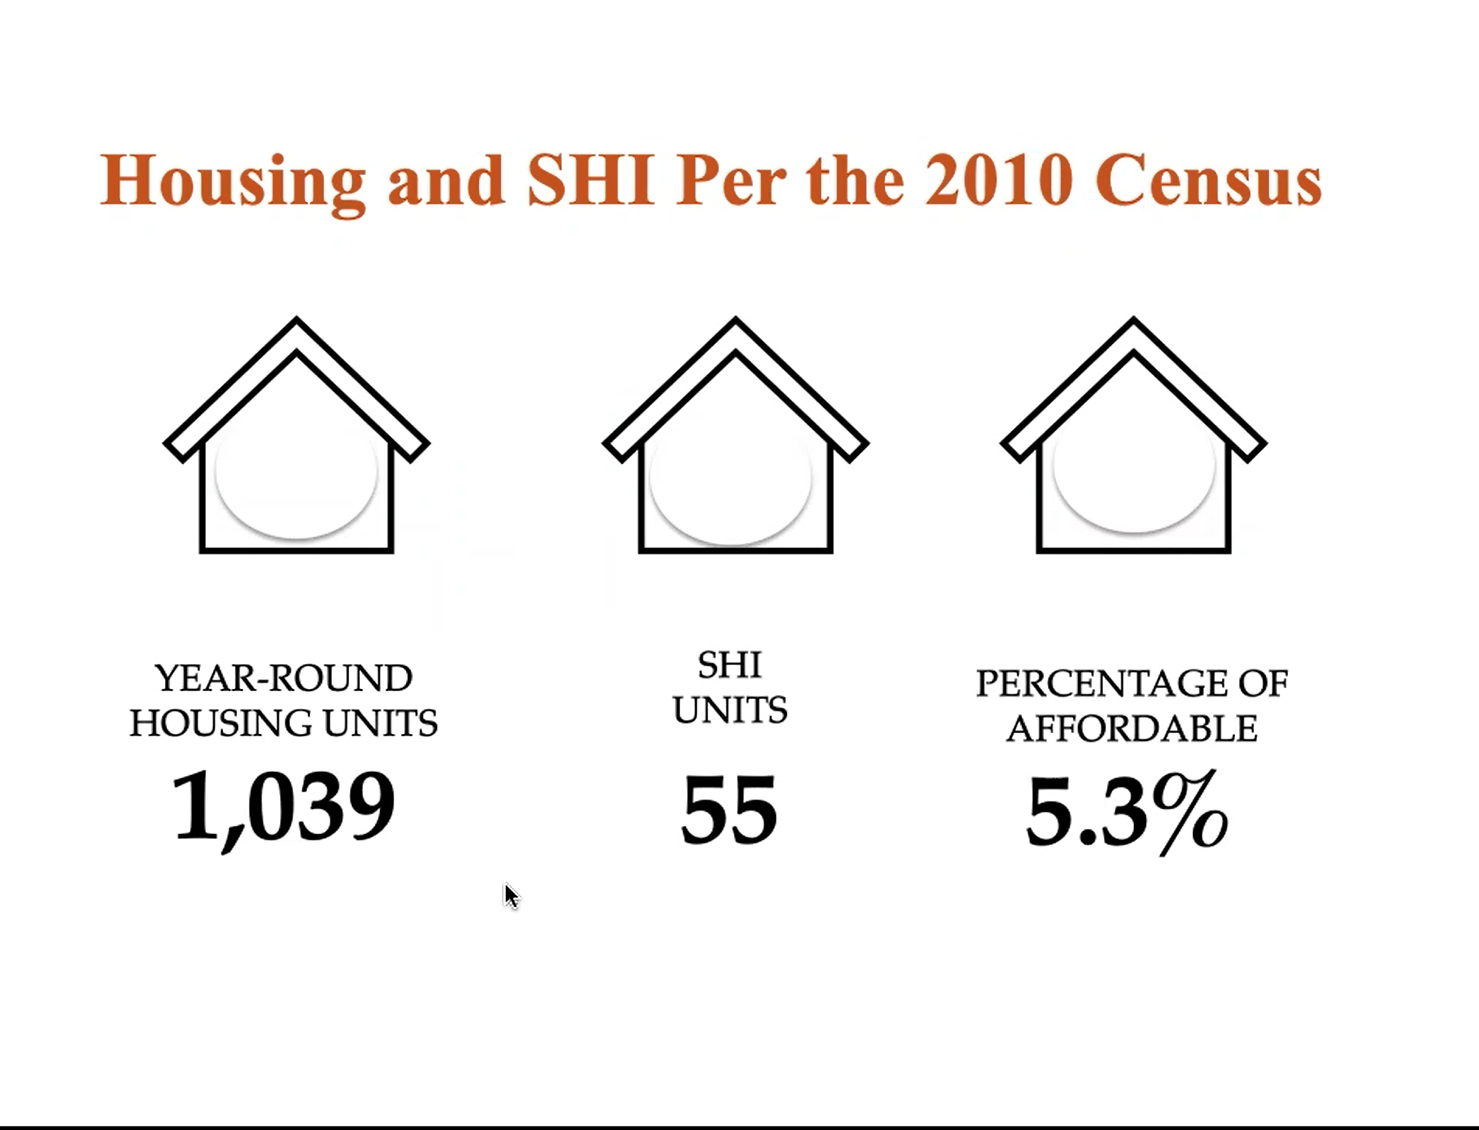 Housing and SHI Per the 2010 Census
YEAR-ROUND
HOUSING UNITS
1,039
SHI
UNITS
55
PERCENTAGE OF
AFFORDABLE
5.3%